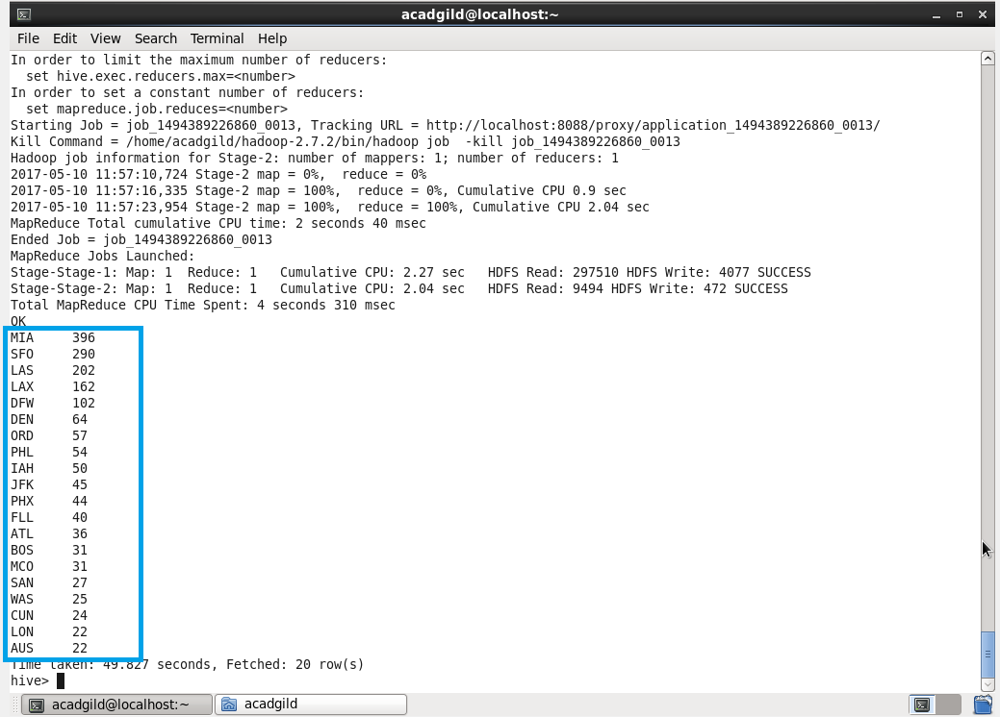 acadgild@localhost:~
File Edit View Search Terminal Help
In order to limit the maximum number of reducers:
  set hive.exec.reducers.max=<number>
In order to set a constant number of reducers:
  set mapreduce.job.reduces=<number>
Starting Job = job_1494389226860_0013, Tracking URL = http://localhost:8088/proxy/application_1494389226860_0013/
Kill Command = /home/acadgild/hadoop-2.7.2/bin/hadoop job  -kill job_1494389226860_0013
Hadoop job information for Stage-2: number of mappers: 1; number of reducers: 1
2017-05-10 11:57:10,724 Stage-2 map = 0%,  reduce = 0%
2017-05-10 11:57:16,335 Stage-2 map = 100%,  reduce = 0%, Cumulative CPU 0.9 sec
2017-05-10 11:57:23,954 Stage-2 map = 100%,  reduce = 100%, Cumulative CPU 2.04 sec
MapReduce Total cumulative CPU time: 2 seconds 40 msec
Ended Job = job_1494389226860_0013
MapReduce Jobs Launched:
Stage-Stage-1: Map: 1  Reduce: 1   Cumulative CPU: 2.27 sec   HDFS Read: 297510 HDFS Write: 4077 SUCCESS
Stage-Stage-2: Map: 1  Reduce: 1   Cumulative CPU: 2.04 sec   HDFS Read: 9494 HDFS Write: 472 SUCCESS
Total MapReduce CPU Time Spent: 4 seconds 310 msec
OK
MIA     396
SFO     290
LAS     202
LAX     162
DFW     102
DEN     64
ORD     57
PHL     54
IAH     50
JFK     45
PHX     44
FLL     40
ATL     36
BOS     31
MCO     31
SAN     27
WAS     25
CUN     24
LON     22
AUS     22
Time taken: 49.827 seconds, Fetched: 20 row(s)
hive>
acadgild@localhost:~ acadgild